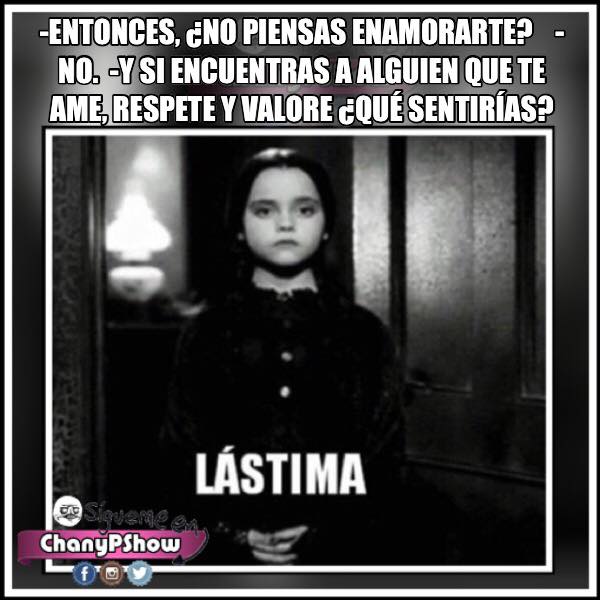 -ENTONCES, ¿NO PIENSAS ENAMORARTE? -
NO. -Y SI ENCUENTRAS A ALGUIEN QUE TE
AME, RESPETE Y VALORE ¿QUÉ SENTIRÍAS?
LÁSTIMA
Sígueme en
ChanyPShow